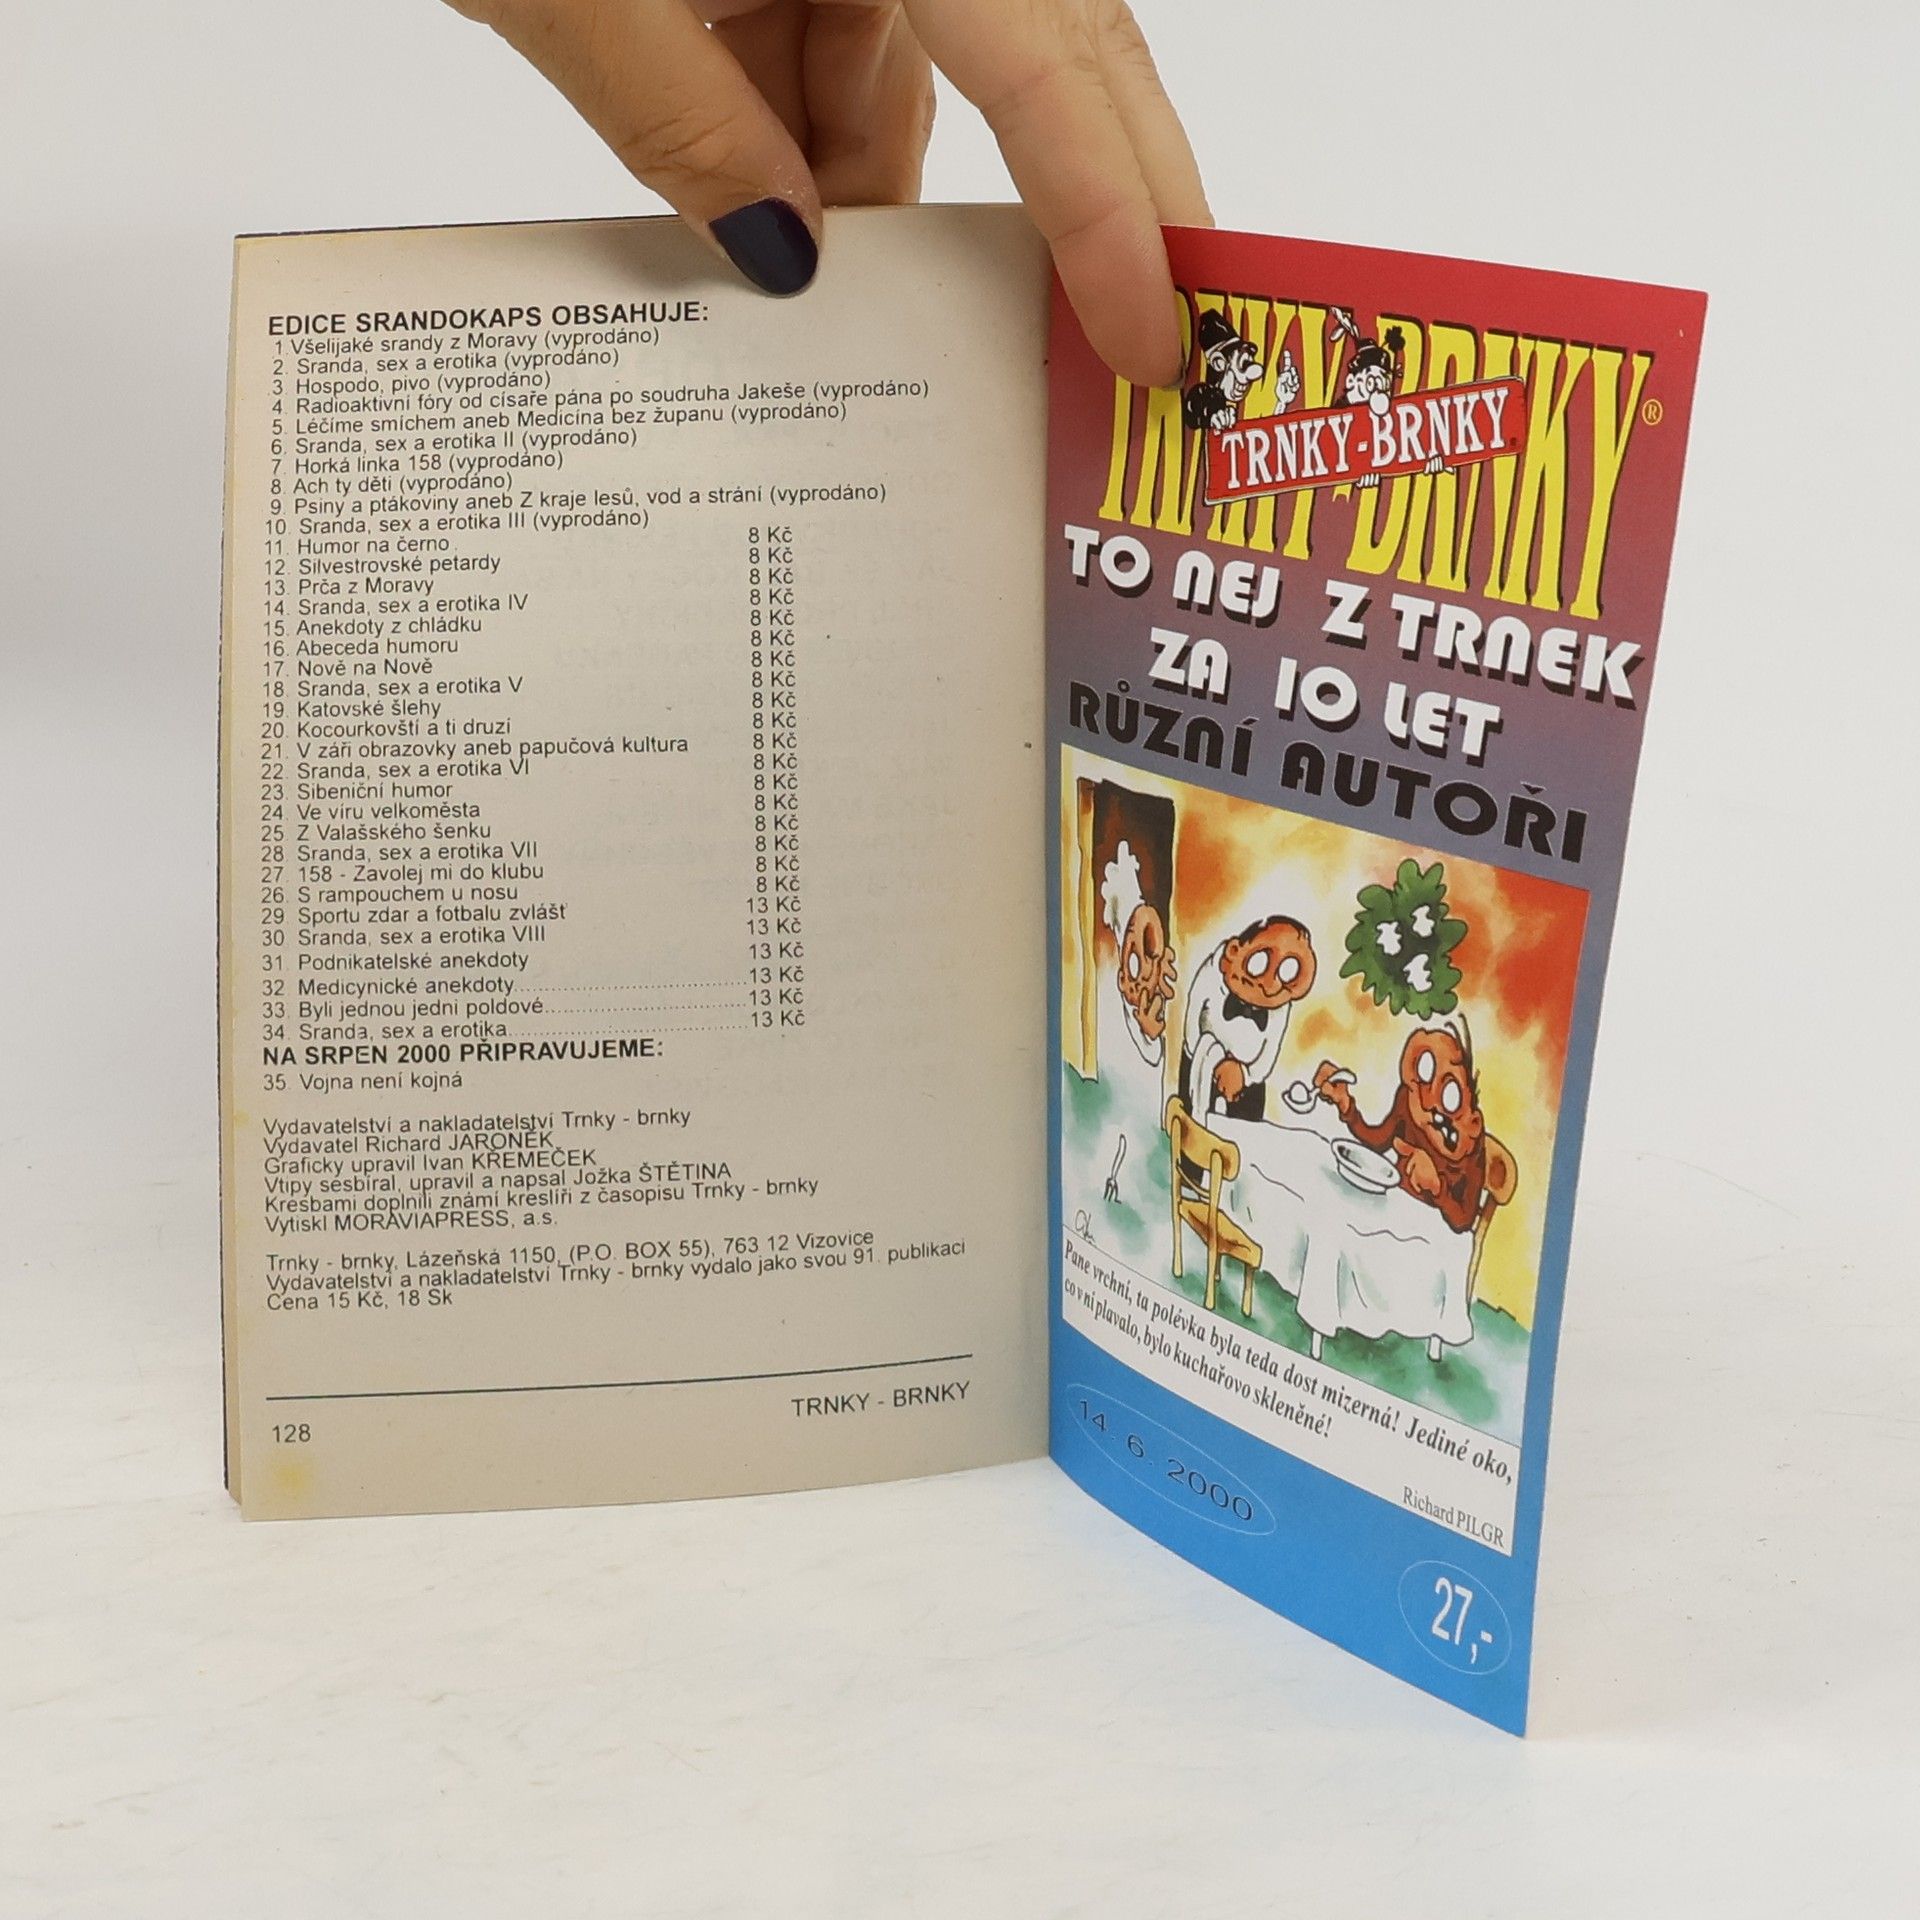 EDICE SRANDOKAPS OBSAHUJE:
1. Všelijaké srandy z Moravy (vyprodáno)
2. Sranda, sex a erotika (vyprodáno)
3 Hospodo, pivo (vyprodáno)
4. Radioaktivní fóry od císaře pána po soudruha Jakeše (vyprodáno)
5. Léčíme smíchem aneb Medicína bez županu (vyprodáno)
6. Sranda, sex a erotika II (vyprodáno)
7. Horká linka 158 (vyprodáno)
8. Ach ty děti (vyprodáno)
9. Psiny a ptákoviny aneb Z kraje lesů, vod a strání (vyprodáno)
10. Sranda, sex a erotika III (vyprodáno)
11. Humor na černo 8 Kč
12. Silvestrovské petardy 8 Kč
13. Prča z Moravy 8 Kč
14. Sranda, sex a erotika IV 8 Kč
15. Anekdoty z chládku 8 Kč
16. Abeceda humoru 8 Kč
17. Nově na Nově 8 Kč
18. Sranda, sex a erotika V 8 Kč
19. Katovské šlehy 8 Kč
20. Kocourkovští a ti druzí 8 Kč
21. V záři obrazovky aneb papučová kultura 8 Kč
22. Sranda, sex a erotika VI 8 Kč
23. Šibeniční humor 8 Kč
24. Ve víru velkoměsta 8 Kč
25. Z Valašského šenku 8 Kč
28. Sranda, sex a erotika VII 8 Kč
27. 158 - Zavolej mi do klubu 8 Kč
26. S rampouchem u nosu 8 Kč
29. Sportu zdar a fotbalu zvlášť 13 Kč
30. Sranda, sex a erotika VIII 13 Kč
31. Podnikatelské anekdoty 13 Kč
32. Medicynické anekdoty 13 Kč
33. Byli jednou jedni poldové 13 Kč
34. Sranda, sex a erotika 13 Kč
NA SRPEN 2000 PŘIPRAVUJEME:
35. Vojna není kojná
Vydavatelství a nakladatelství Trnky - brnky
Vydavatel Richard JARONĚK
Graficky upravil Ivan KŘEMEČEK
Vtipy sesbíral, upravil a napsal Jožka ŠTĚTINA
Kresbami doplnili známí kreslíři z časopisu Trnky - brnky
Vytiskl MORAVIAPRESS, a.s.
Trnky - brnky, Lázeňská 1150, (P.O. BOX 55), 763 12 Vizovice
Vydavatelství a nakladatelství Trnky - brnky vydalo jako svou 91. publikaci
Cena 15 Kč, 18 Sk
TRNKY - BRNKY
128
TRNKY-BRNKY®
TRNKY-BRNKY
TO NEJ Z TRNEK
ZA 10 LET
RŮZNÍ AUTOŘI
Pane vrchní, ta polévka byla teda dost mizerná! Jediné oko,
co v ní plavalo, bylo kuchařovo skleněné!
Richard PILGR
14. 6. 2000
27,-